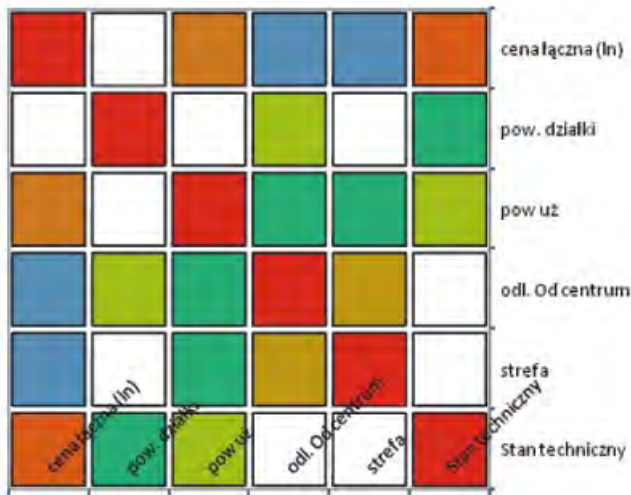 cena łączna (ln)
pow. działki
pow uż
odl. Od centrum
strefa
Stan techniczny
cena łączna (ln)
pow. działki
pow uż
odl. Od centrum
strefa
Stan techniczny